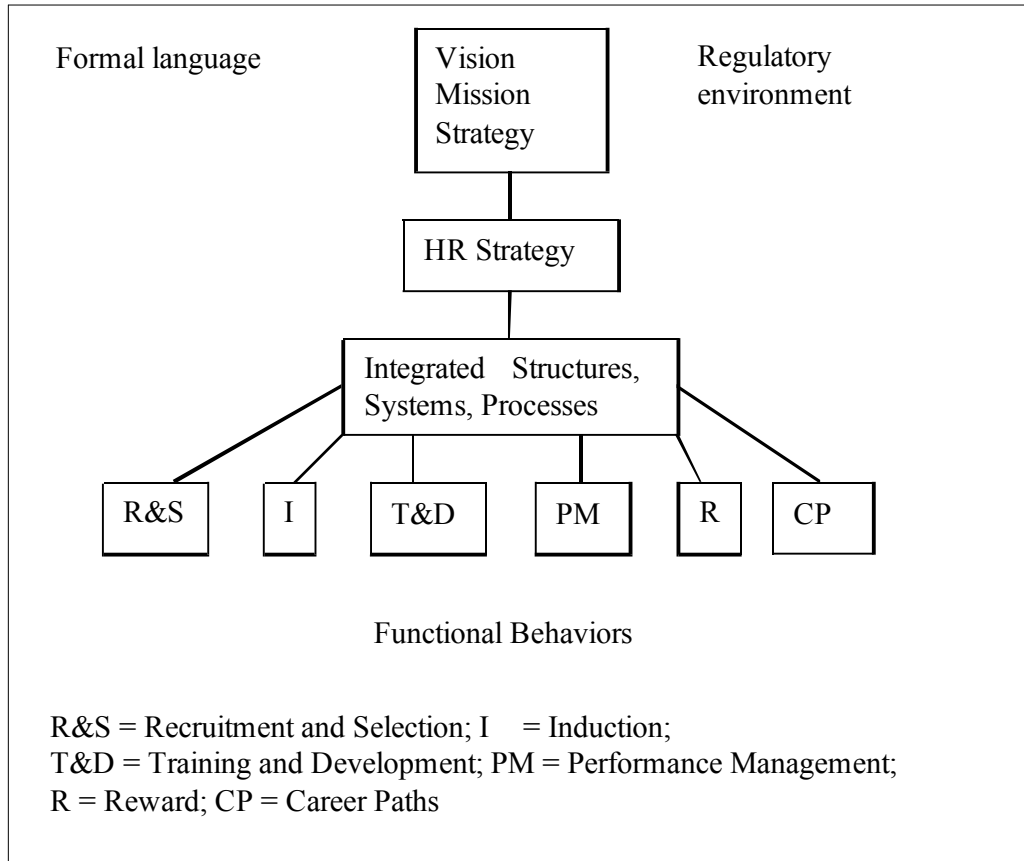 Formal language
Vision
Mission
Strategy
Regulatory
environment
HR Strategy
Integrated Structures,
Systems, Processes
R&S
I
T&D
PM
R
CP
Functional Behaviors
R&S = Recruitment and Selection; I = Induction;
T&D = Training and Development; PM = Performance Management;
R = Reward; CP = Career Paths